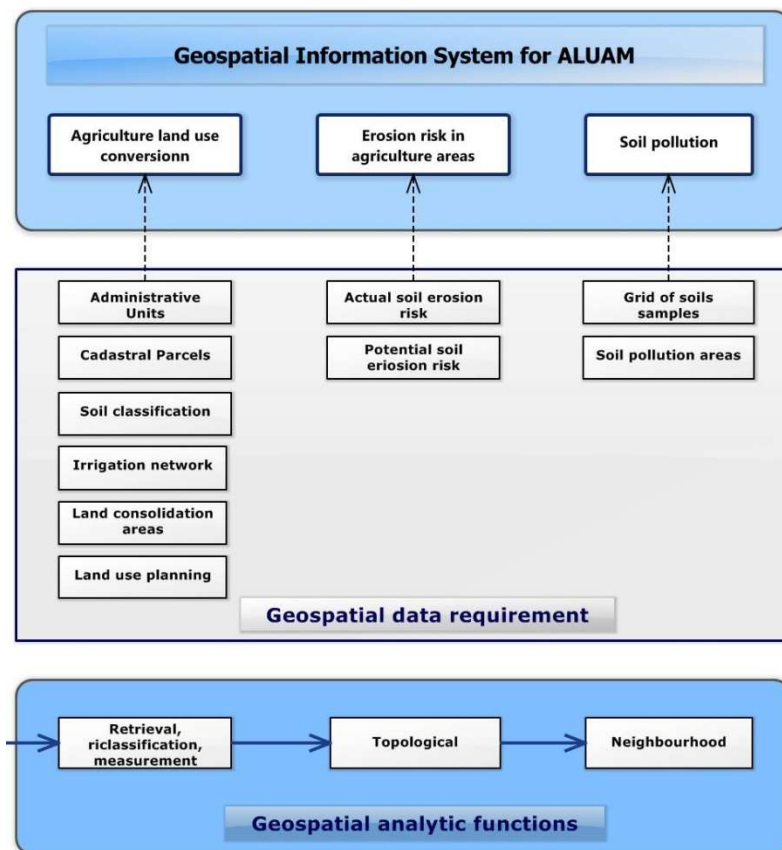 Geospatial Information System for ALUAM
Agriculture land use
conversionn
Erosion risk in
agriculture areas
Soil pollution
Administrative
Units
Actual soil erosion
risk
Grid of soils
samples
Cadastral Parcels
Potential soil
eriosion risk
Soil pollution areas
Soil classification
Irrigation network
Land consolidation
areas
Land use planning
Geospatial data requirement
Retrieval,
riclassification,
measurement
Topological
Neighbourhood
Geospatial analytic functions